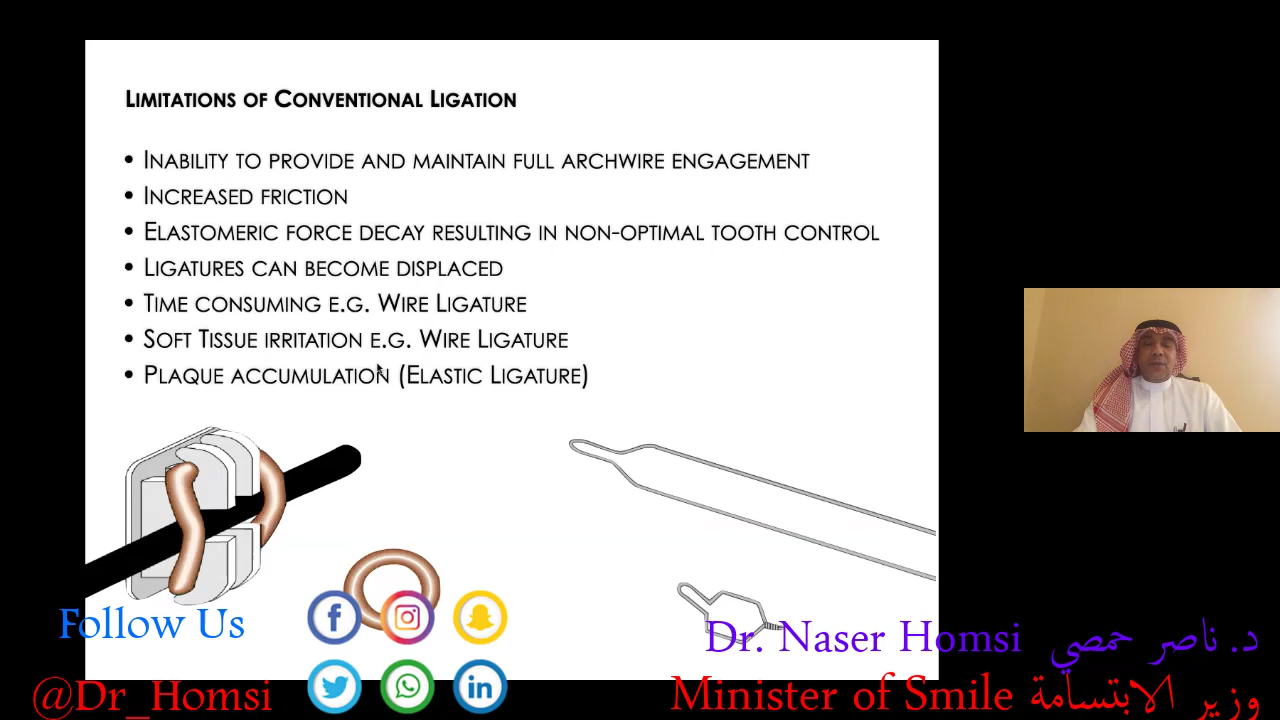 LIMITATIONS OF CONVENTIONAL LIGATION
• INABILITY TO PROVIDE AND MAINTAIN FULL ARCHWIRE ENGAGEMENT
• INCREASED FRICTION
• ELASTOMERIC FORCE DECAY RESULTING IN NON-OPTIMAL TOOTH CONTROL
• LIGATURES CAN BECOME DISPLACED
• TIME CONSUMING E.G. WIRE LIGATURE
• SOFT TISSUE IRRITATION E.G. WIRE LIGATURE
• PLAQUE ACCUMULATION (ELASTIC LIGATURE)
Follow Us
@Dr_Homsi
Dr. Naser Homsi د. ناصر حمصي
Minister of Smile وزير الابتسامة